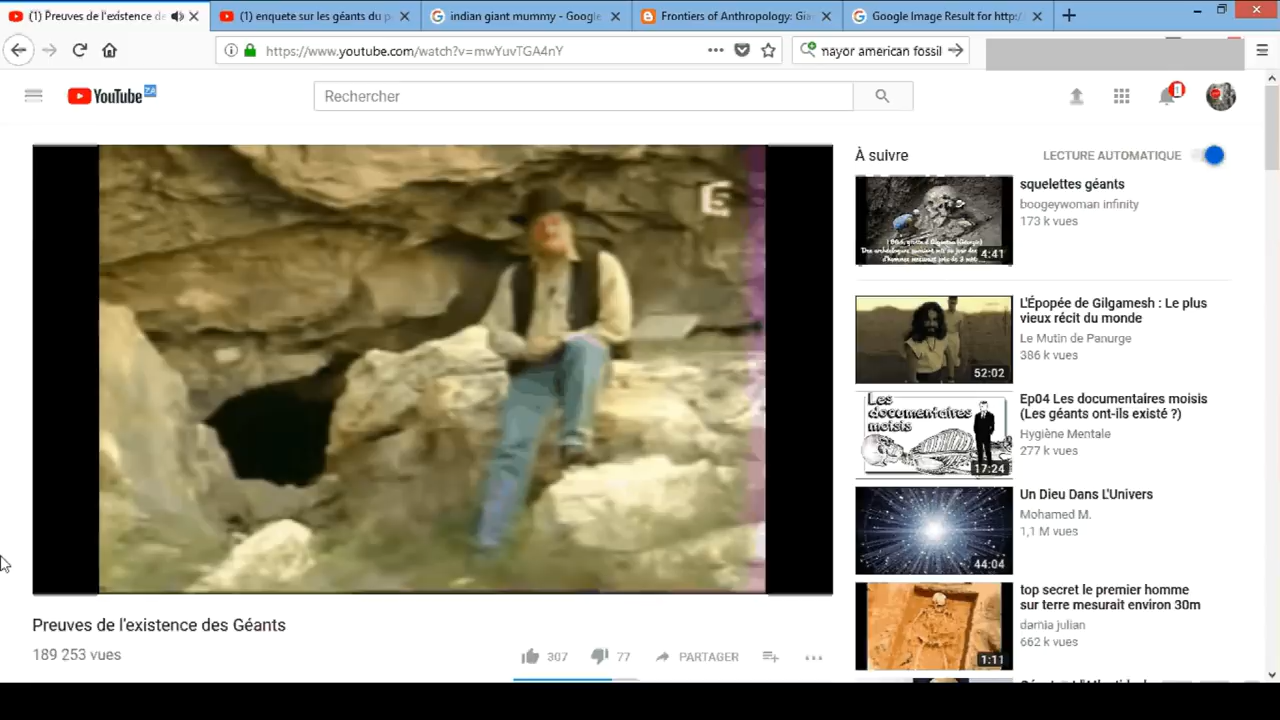 (1) Preuves de l'existence de
(1) enquete sur les géants du p
indian giant mummy - Google
Frontiers of Anthropology: Gia
Google Image Result for http:/
https://www.youtube.com/watch?v=mwYuvTGA4nY
mayor american fossil
YouTube ZA
Rechercher
1
À suivre
LECTURE AUTOMATIQUE
squelettes géants
boogeywoman infinity
173 k vues
4:41
L'Épopée de Gilgamesh : Le plus
vieux récit du monde
Le Mutin de Panurge
386 k vues
52:02
Les
documentaires
moisis
17:24
Ep04 Les documentaires moisis
(Les géants ont-ils existé ?)
Hygiène Mentale
277 k vues
Un Dieu Dans L'Univers
Mohamed M.
1,1 M vues
44:04
top secret le premier homme
sur terre mesurait environ 30m
damia julian
662 k vues
1:11
Preuves de l'existence des Géants
189 253 vues
307
77
PARTAGER